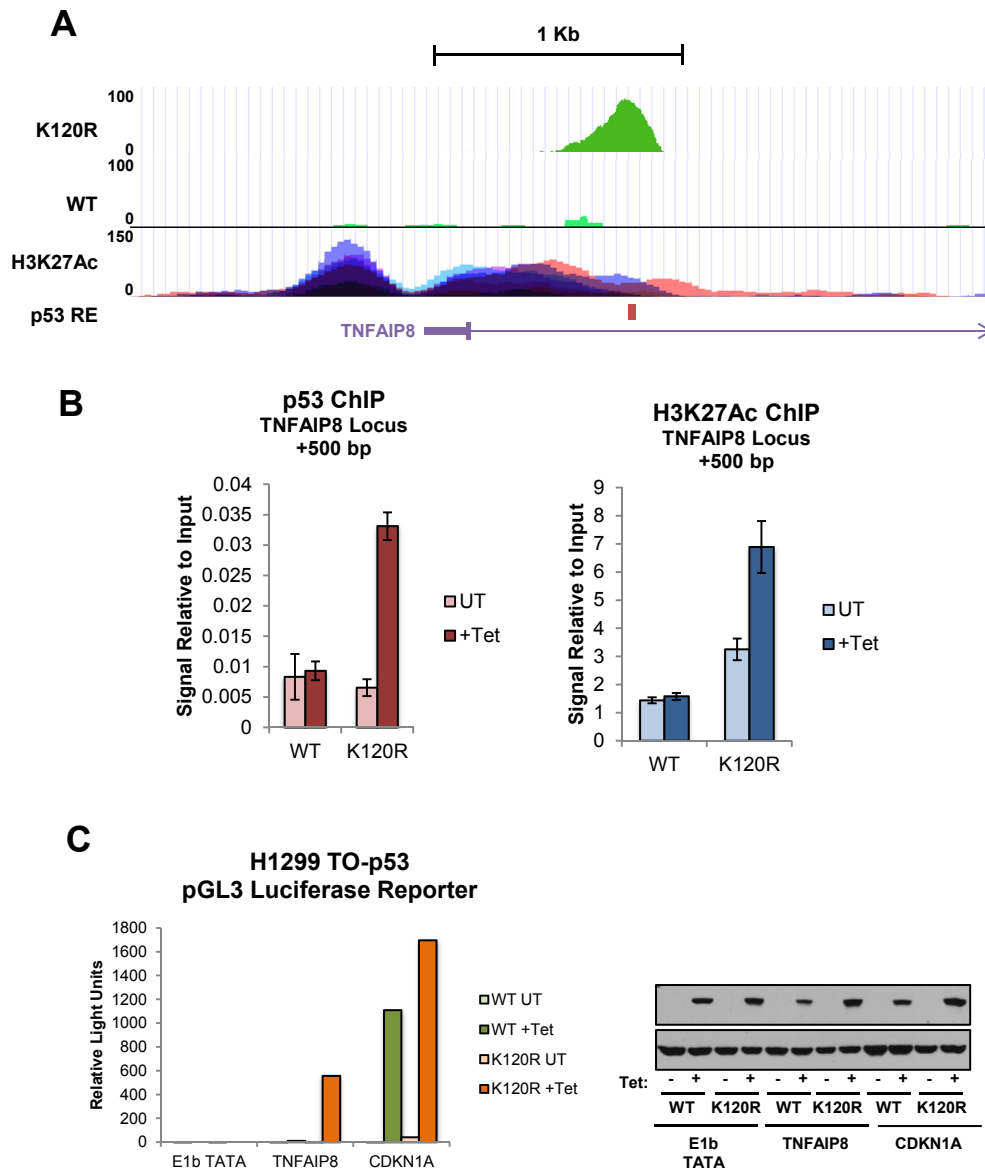 A
1 Kb
100
K120R
0
100
WT
0
150
H3K27Ac
0
p53 RE
TNFAIP8
B
p53 ChIP
TNFAIP8 Locus
+500 bp
Signal Relative to Input
0.04
0.035
0.03
0.025
0.02
0.015
0.01
0.005
0
WT K120R
UT
+Tet
H3K27Ac ChIP
TNFAIP8 Locus
+500 bp
Signal Relative to Input
9
8
7
6
5
4
3
2
1
0
WT K120R
UT
+Tet
C
H1299 TO-p53
pGL3 Luciferase Reporter
Relative Light Units
1800
1600
1400
1200
1000
800
600
400
200
0
E1b TATA TNFAIP8 CDKN1A
WT UT
WT +Tet
K120R UT
K120R +Tet
Tet: - + - + - + - + - + - +
WT K120R WT K120R WT K120R
E1b TATA
TNFAIP8
CDKN1A